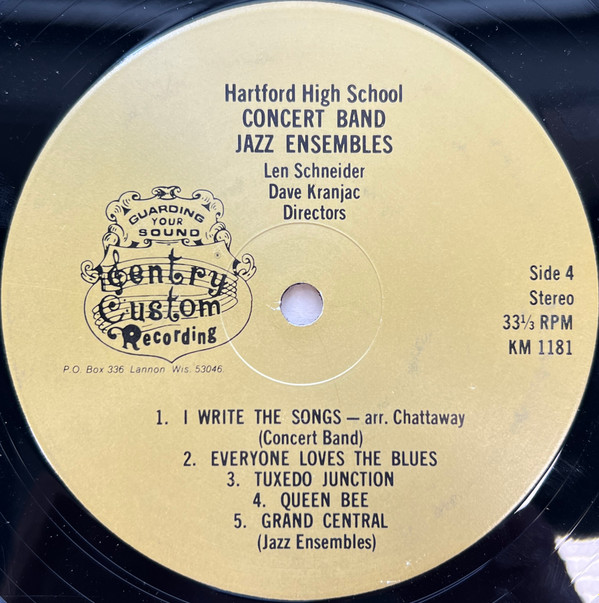 Hartford High School
CONCERT BAND
JAZZ ENSEMBLES
Len Schneider
Dave Kranjac
Directors
GUARDING
YOUR
SOUND
Sentry
Custom
Recording
P.O. Box 336 Lannon Wis. 53046.
Side 4
Stereo
33⅓ RPM
KM 1181
1. I WRITE THE SONGS — arr. Chattaway
(Concert Band)
2. EVERYONE LOVES THE BLUES
3. TUXEDO JUNCTION
4. QUEEN BEE
5. GRAND CENTRAL
(Jazz Ensembles)